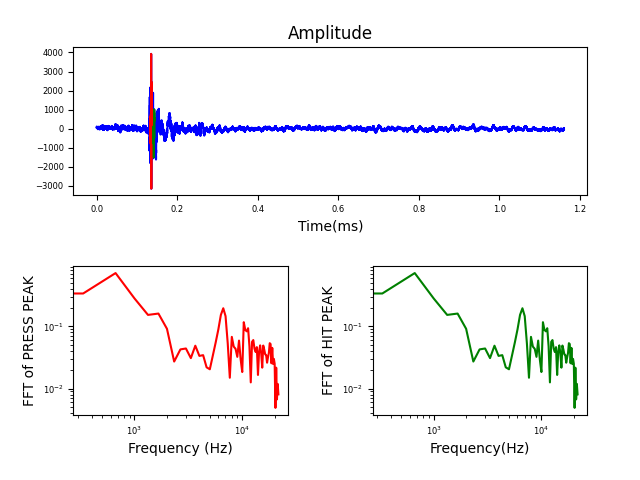 Amplitude
4000
3000
2000
1000
0
−1000
−2000
−3000
0.0 0.2 0.4 0.6 0.8 1.0 1.2
Time(ms)
FFT of PRESS PEAK
10⁻¹
10⁻²
10³ 10⁴
Frequency (Hz)
FFT of HIT PEAK
10⁻¹
10⁻²
10³ 10⁴
Frequency(Hz)